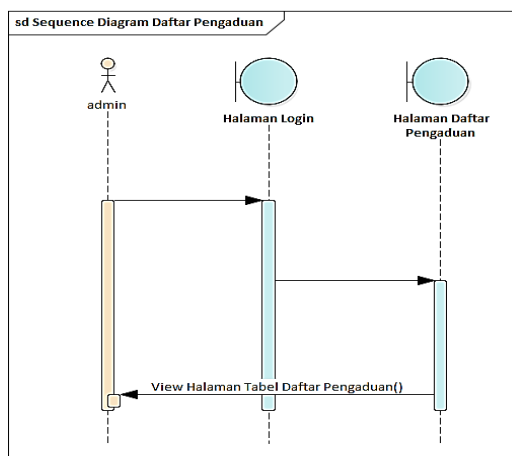 sd Sequence Diagram Daftar Pengaduan
admin
Halaman Login
Halaman Daftar
Pengaduan
View Halaman Tabel Daftar Pengaduan()